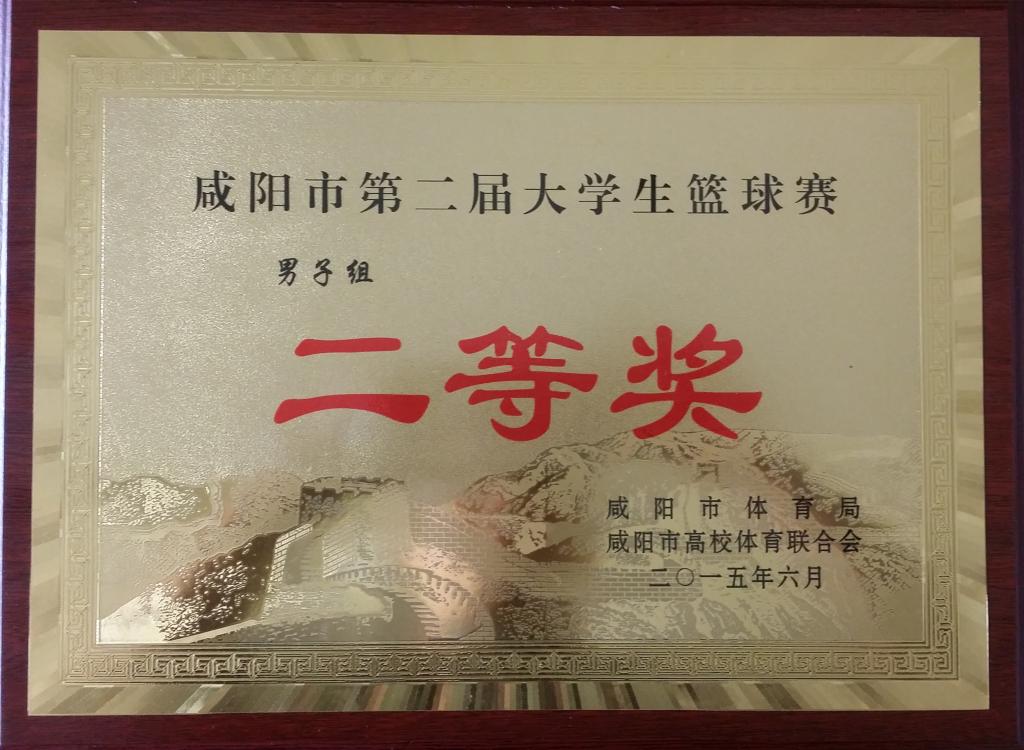 咸阳市第二届大学生篮球赛
男子组
二等奖
咸阳市体育局
咸阳市高校体育联合会
二〇一五年六月